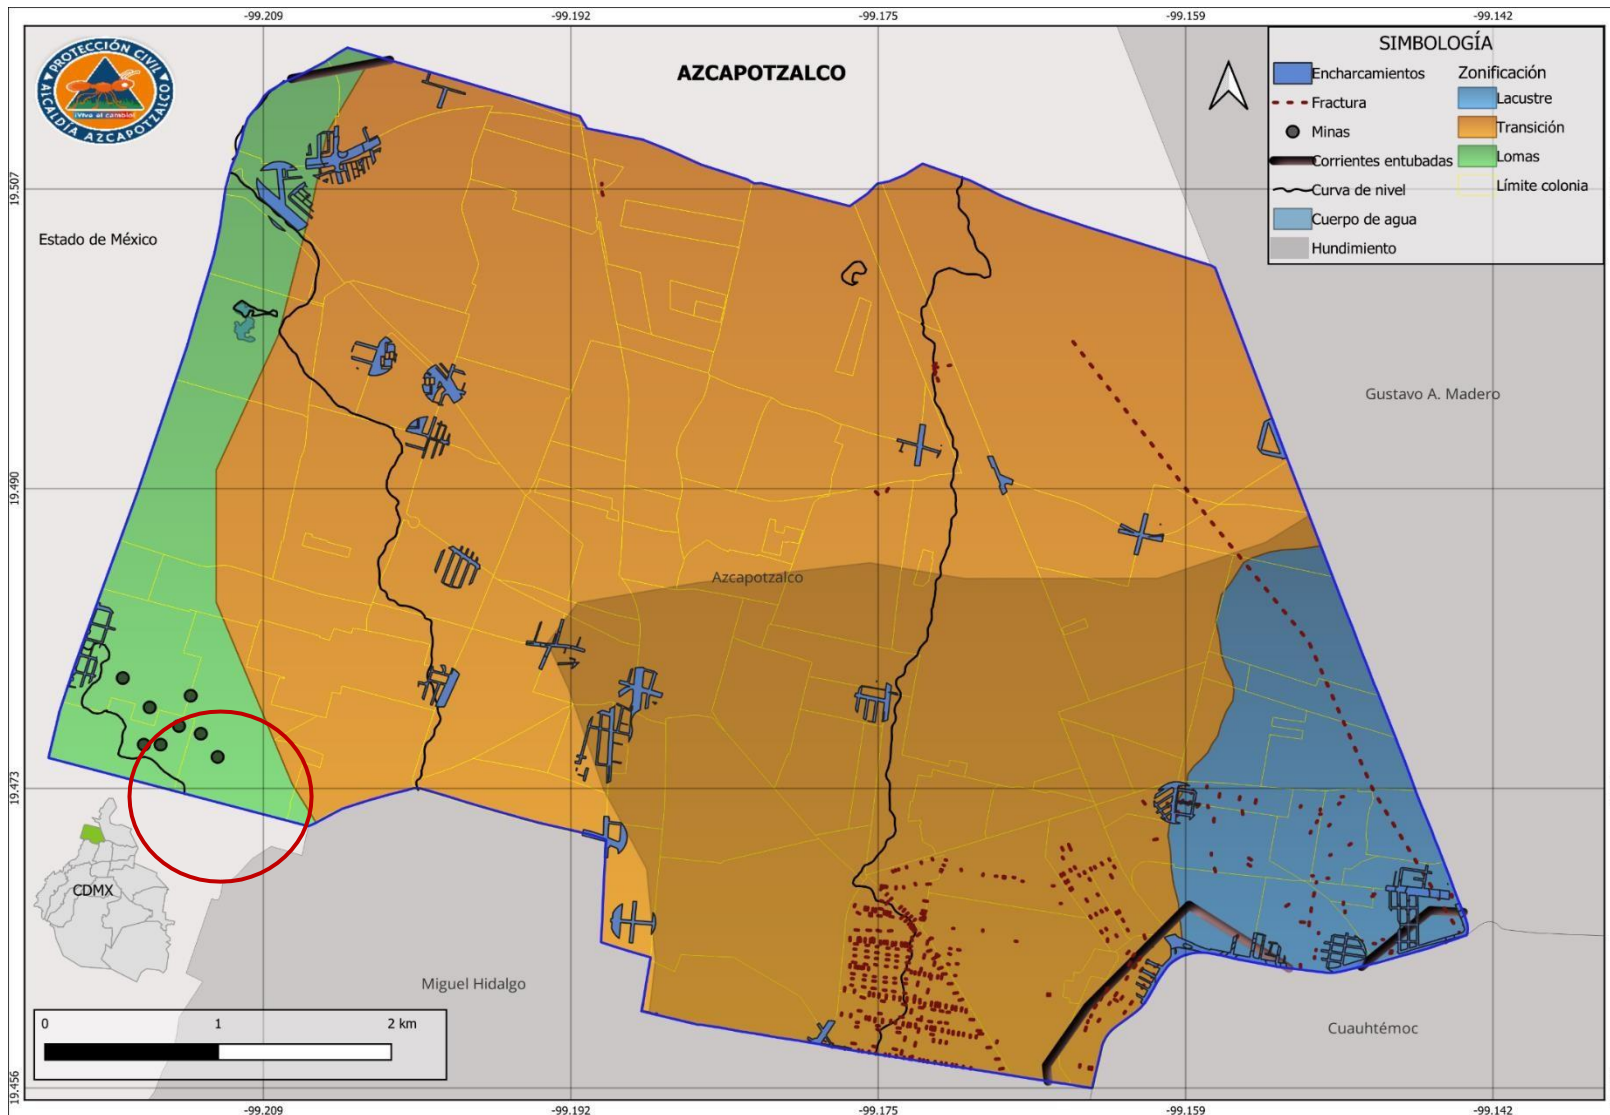 -99.209
-99.192
-99.175
-99.159
-99.142
PROTECCIÓN CIVIL
¡Viva el cambio!
ALCALDÍA AZCAPOTZALCO
AZCAPOTZALCO
SIMBOLOGÍA
Encharcamientos
Zonificación
Fractura
Lacustre
Minas
Transición
Corrientes entubadas
Lomas
Curva de nivel
Límite colonia
Cuerpo de agua
Hundimiento
19.507
Estado de México
Gustavo A. Madero
19.490
Azcapotzalco
19.473
CDMX
Miguel Hidalgo
Cuauhtémoc
0
1
2 km
19.456
-99.209
-99.192
-99.175
-99.159
-99.142